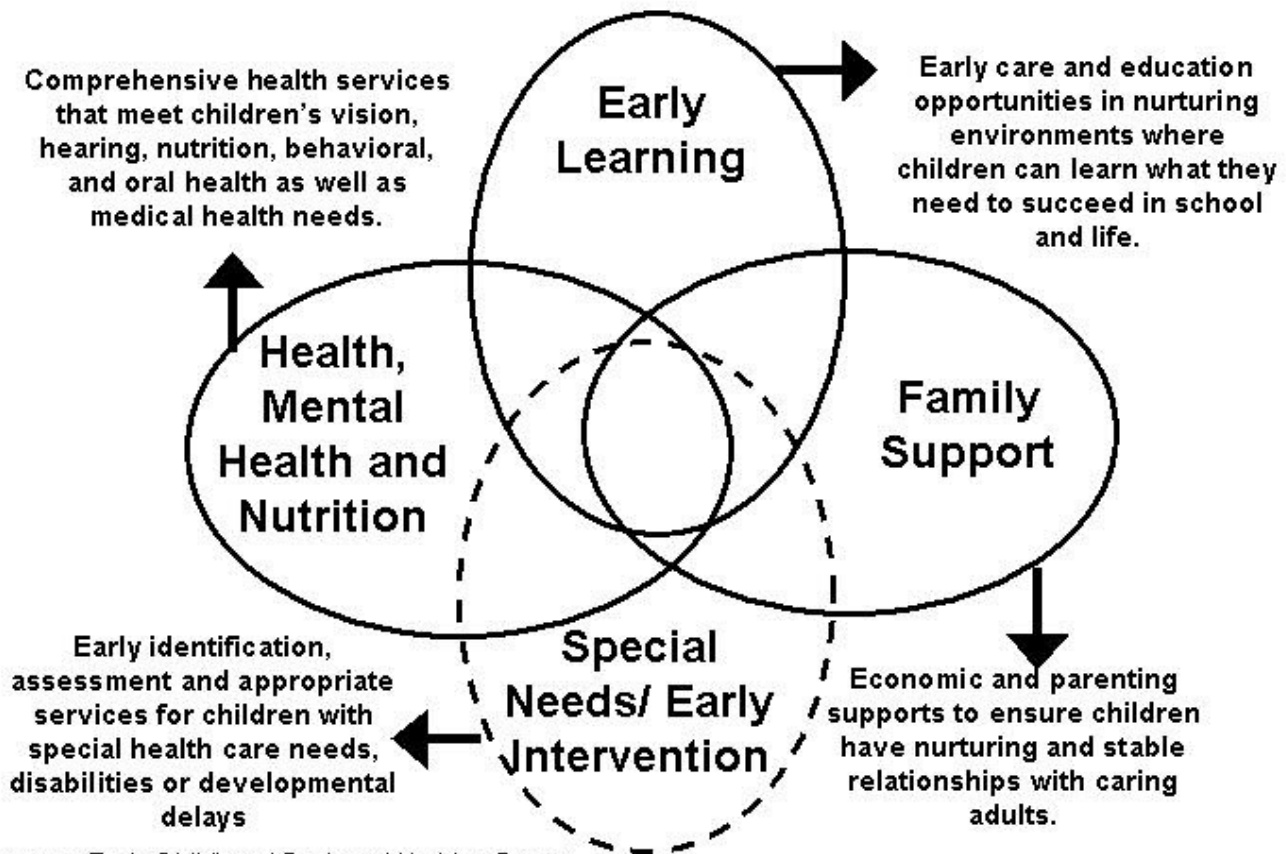 Comprehensive health services
that meet children's vision,
hearing, nutrition, behavioral,
and oral health as well as
medical health needs.
Early
Learning
Early care and education
opportunities in nurturing
environments where
children can learn what they
need to succeed in school
and life.
Health,
Mental
Health and
Nutrition
Family
Support
Early identification,
assessment and appropriate
services for children with
special health care needs,
disabilities or developmental
delays
Special
Needs/ Early
Intervention
Economic and parenting
supports to ensure children
have nurturing and stable
relationships with caring
adults.